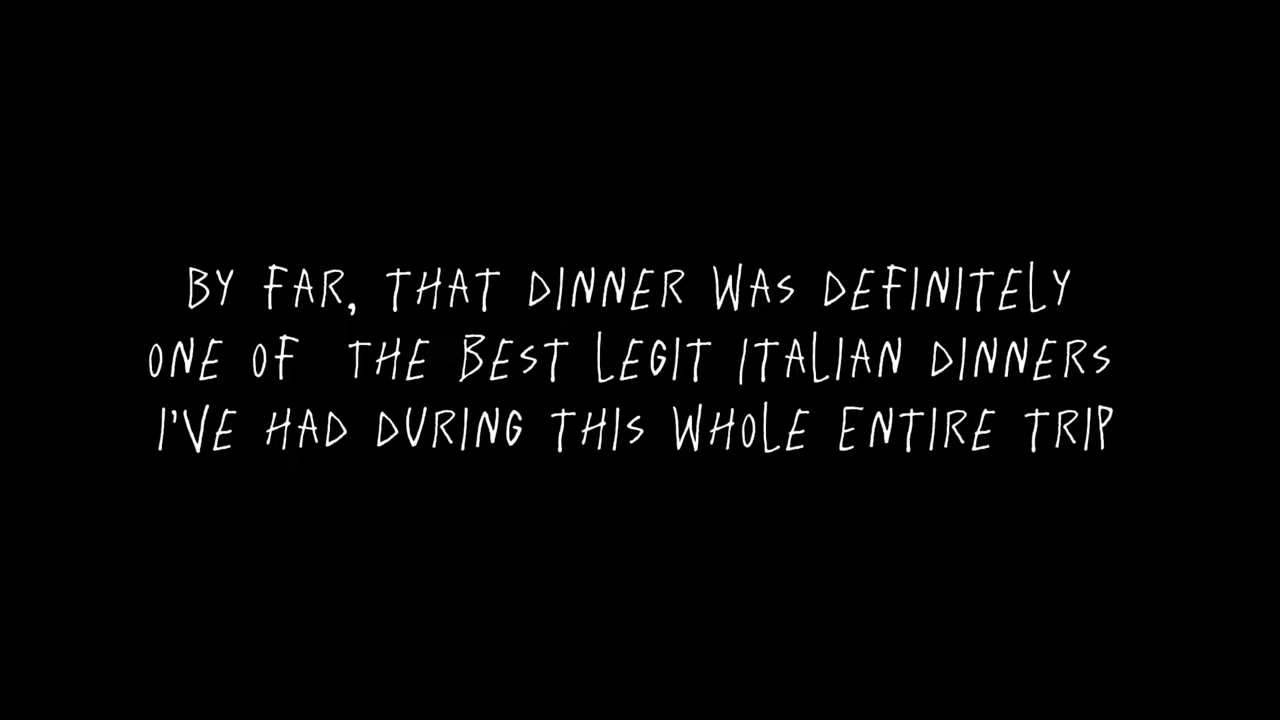 BY FAR, THAT DINNER WAS DEFINITELY
ONE OF THE BEST LEGIT ITALIAN DINNERS
I'VE HAD DURING THIS WHOLE ENTIRE TRIP